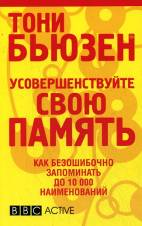 ТОНИ
БЬЮЗЕН
УСОВЕРШЕНСТВУЙТЕ
СВОЮ
ПАМЯТЬ
КАК БЕЗОШИБОЧНО
ЗАПОМИНАТЬ
ДО 10 000
НАИМЕНОВАНИЙ
BBC ACTIVE